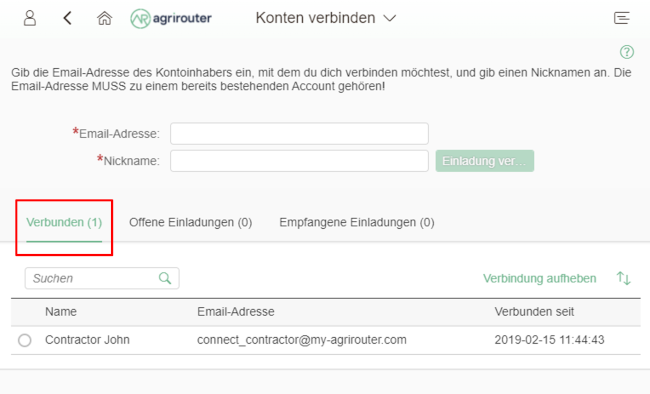 agrirouter Konten verbinden
Gib die Email-Adresse des Kontoinhabers ein, mit dem du dich verbinden möchtest, und gib einen Nicknamen an. Die
Email-Adresse MUSS zu einem bereits bestehenden Account gehören!
*Email-Adresse:
*Nickname: Einladung ver...
Verbunden (1) Offene Einladungen (0) Empfangene Einladungen (0)
Suchen Verbindung aufheben
Name Email-Adresse Verbunden seit
Contractor John connect_contractor@my-agrirouter.com 2019-02-15 11:44:43